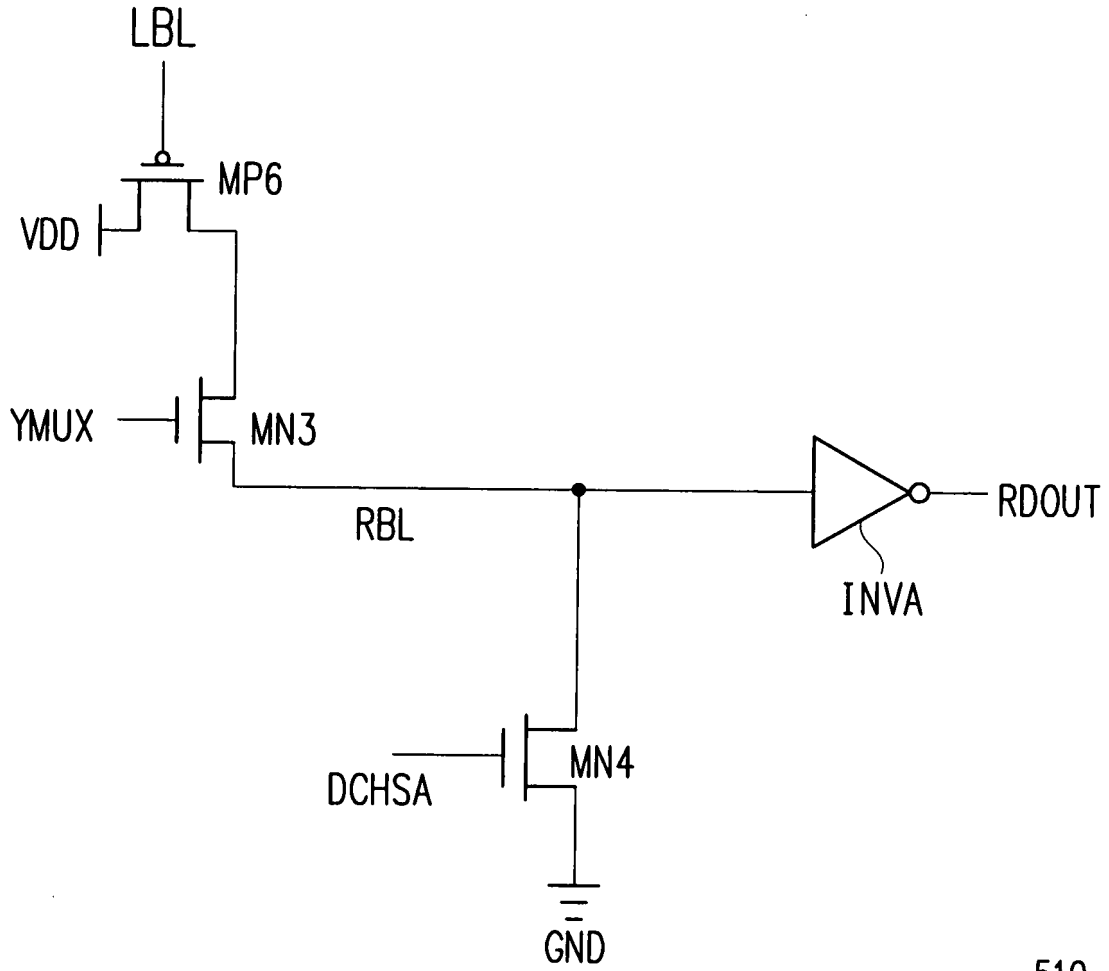 LBL
MP6
VDD
YMUX
MN3
RBL
RDOUT
INVA
DCHSA
MN4
GND